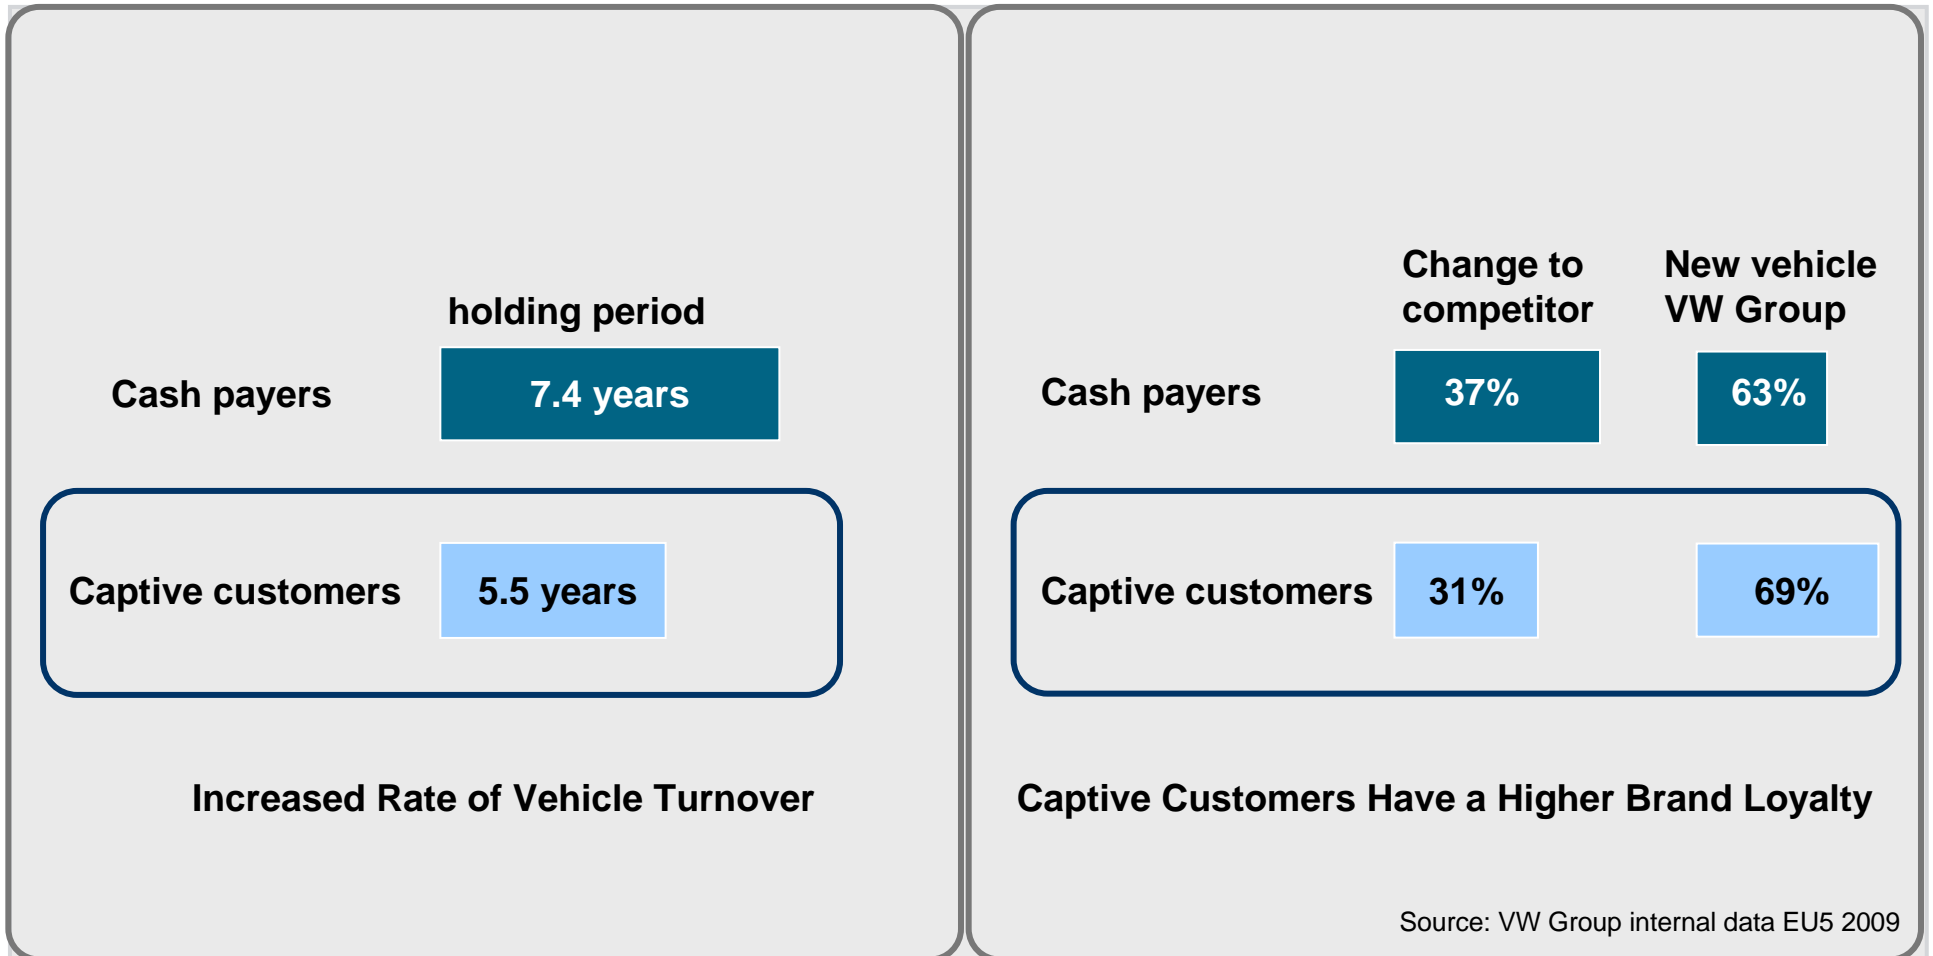 holding period
Cash payers 7.4 years
Captive customers 5.5 years
Increased Rate of Vehicle Turnover
Change to New vehicle
competitor VW Group
Cash payers 37% 63%
Captive customers 31% 69%
Captive Customers Have a Higher Brand Loyalty
Source: VW Group internal data EU5 2009